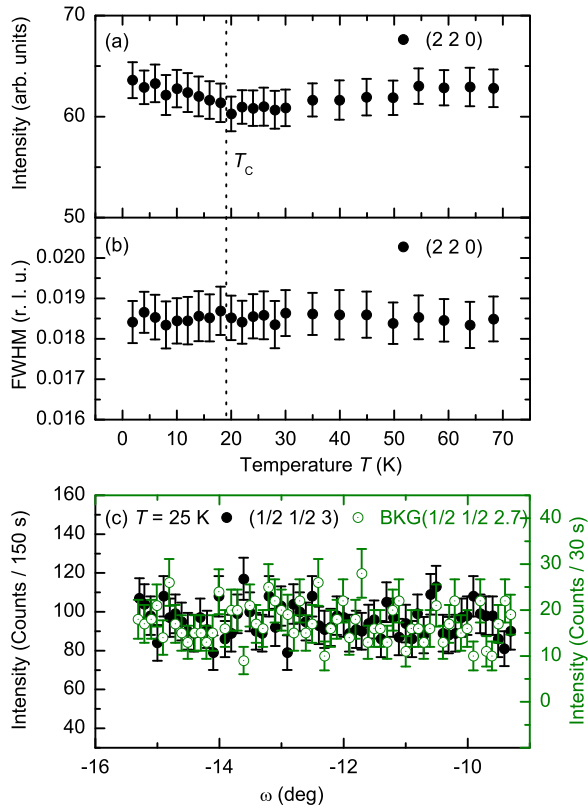 70
(a)
(2 2 0)
Intensity (arb. units)
60
T_C
50
(b)
(2 2 0)
0.020
FWHM (r. l. u.)
0.019
0.018
0.017
0.016
0 10 20 30 40 50 60 70
Temperature T (K)
160
(c) T = 25 K (1/2 1/2 3) BKG(1/2 1/2 2.7)
40
140
Intensity (Counts / 150 s)
Intensity (Counts / 30 s)
120
30
100
20
80
10
60
0
40
-16 -14 -12 -10
ω (deg)